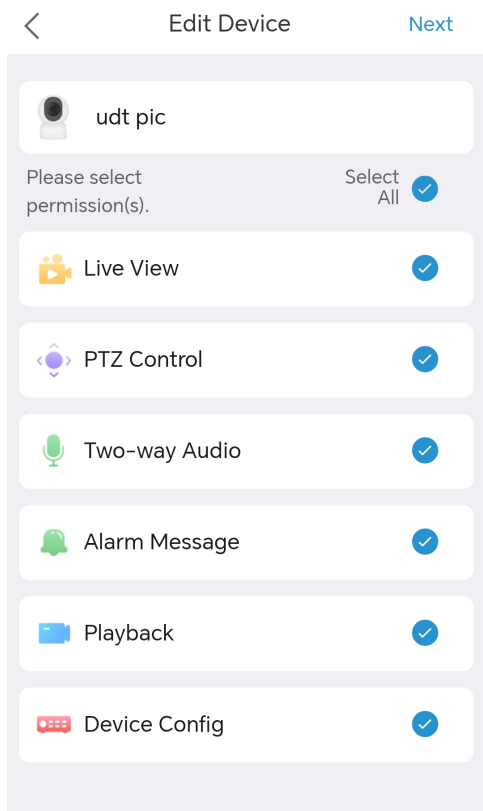 Edit Device
Next
udt pic
Please select
permission(s).
Select
All
Live View
PTZ Control
Two-way Audio
Alarm Message
Playback
Device Config